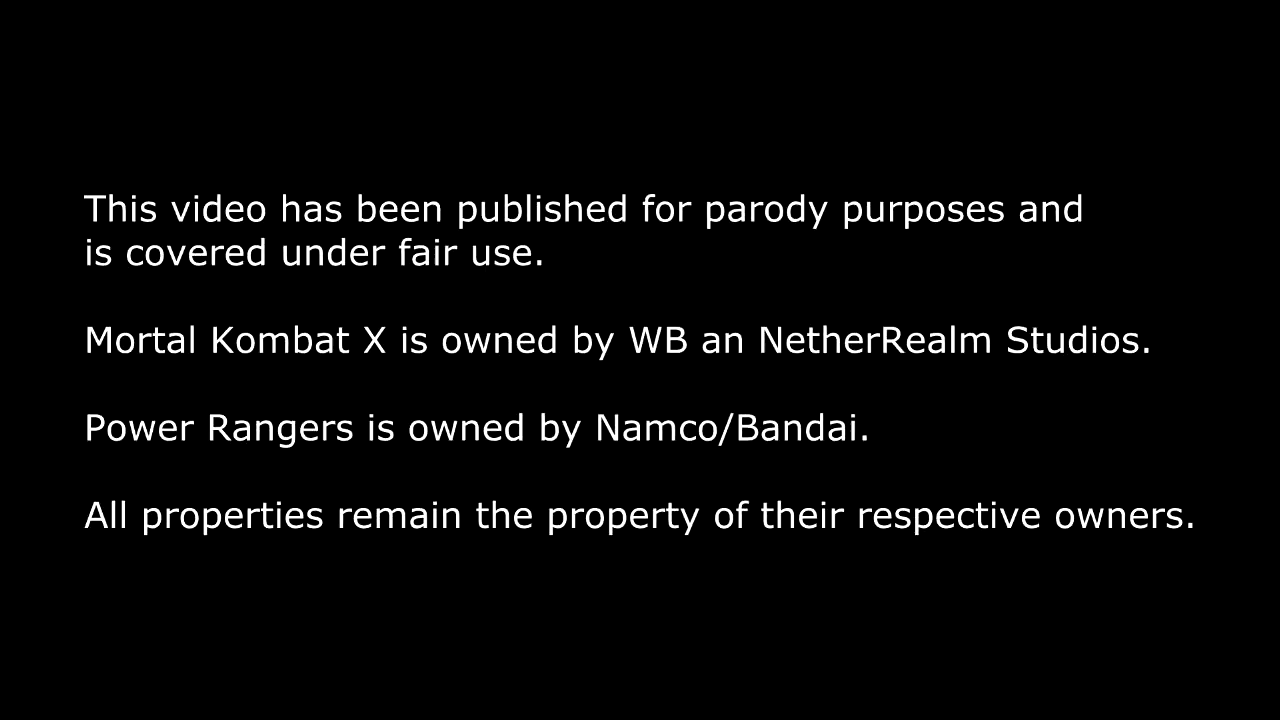 This video has been published for parody purposes and
is covered under fair use.
Mortal Kombat X is owned by WB an NetherRealm Studios.
Power Rangers is owned by Namco/Bandai.
All properties remain the property of their respective owners.